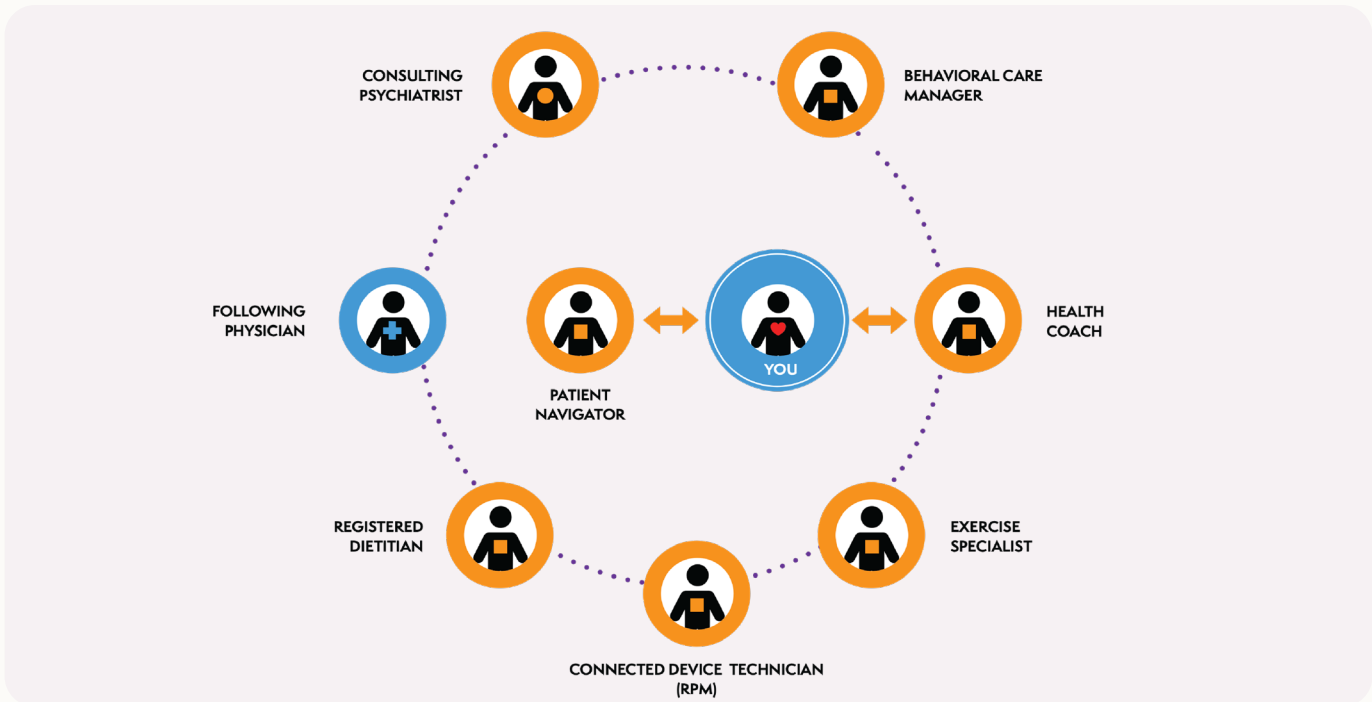 CONSULTING
PSYCHIATRIST
BEHAVIORAL CARE
MANAGER
FOLLOWING
PHYSICIAN
PATIENT
NAVIGATOR
YOU
HEALTH
COACH
REGISTERED
DIETITIAN
EXERCISE
SPECIALIST
CONNECTED DEVICE TECHNICIAN
(RPM)